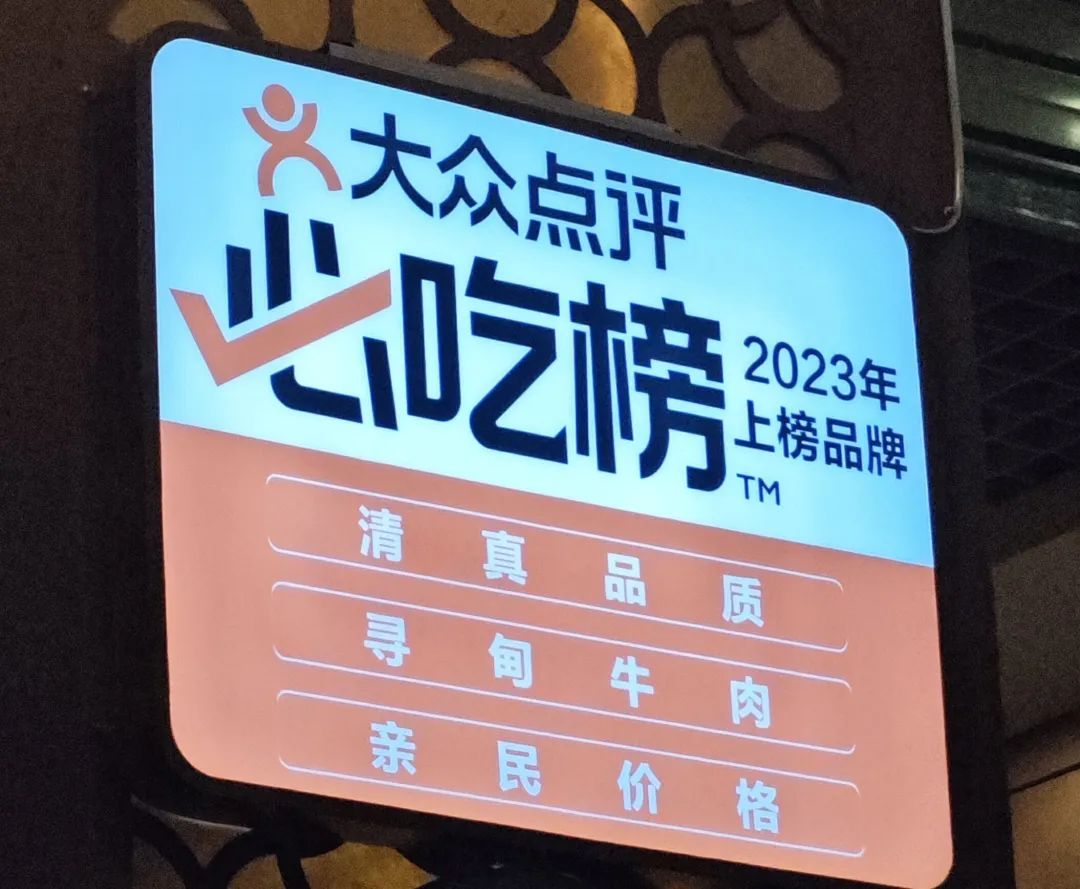 大众点评
必吃榜
2023年
上榜品牌
TM
清真品质
寻甸牛肉
亲民价格